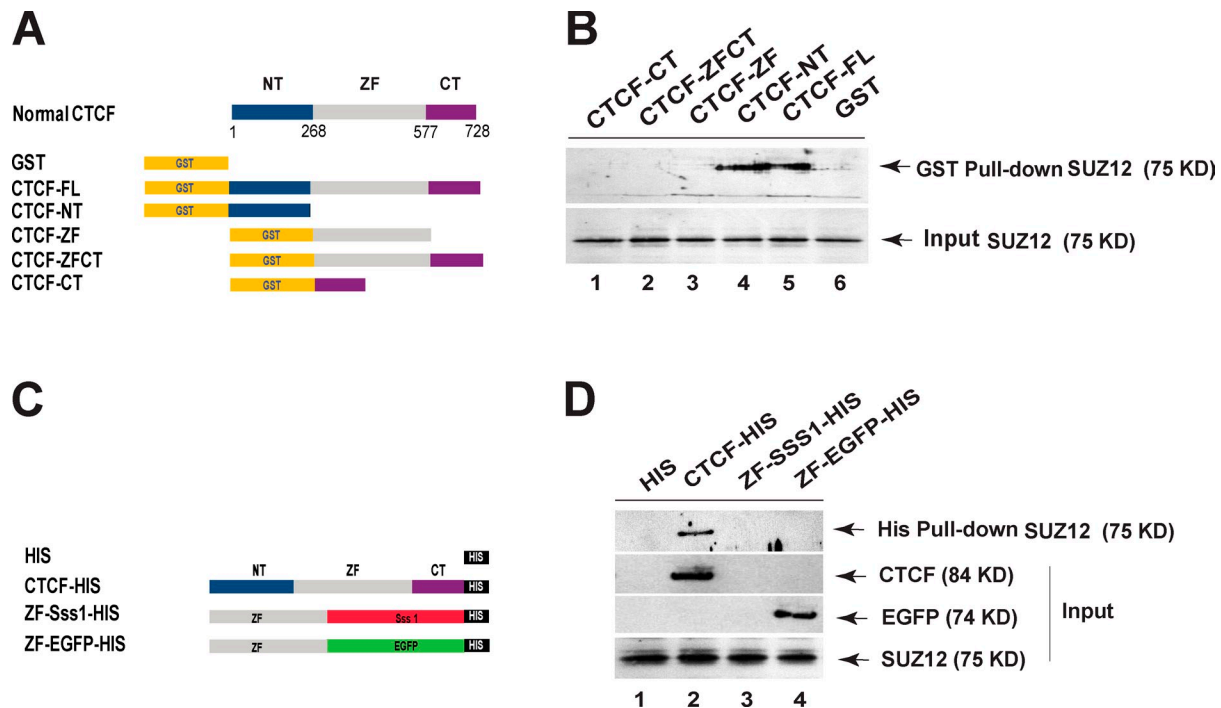 A
NT ZF CT
Normal CTCF
1 268 577 728
GST GST
CTCF-FL GST
CTCF-NT GST
CTCF-ZF GST
CTCF-ZFCT GST
CTCF-CT GST
B
CTCF-CT CTCF-ZFCT CTCF-ZF CTCF-NT CTCF-FL GST
GST Pull-down SUZ12 (75 KD)
Input SUZ12 (75 KD)
1 2 3 4 5 6
C
HIS HIS
NT ZF CT
CTCF-HIS HIS
ZF-Sss1-HIS ZF Sss 1 HIS
ZF-EGFP-HIS ZF EGFP HIS
D
HIS CTCF-HIS ZF-SSS1-HIS ZF-EGFP-HIS
His Pull-down SUZ12 (75 KD)
CTCF (84 KD)
EGFP (74 KD)
Input
SUZ12 (75 KD)
1 2 3 4